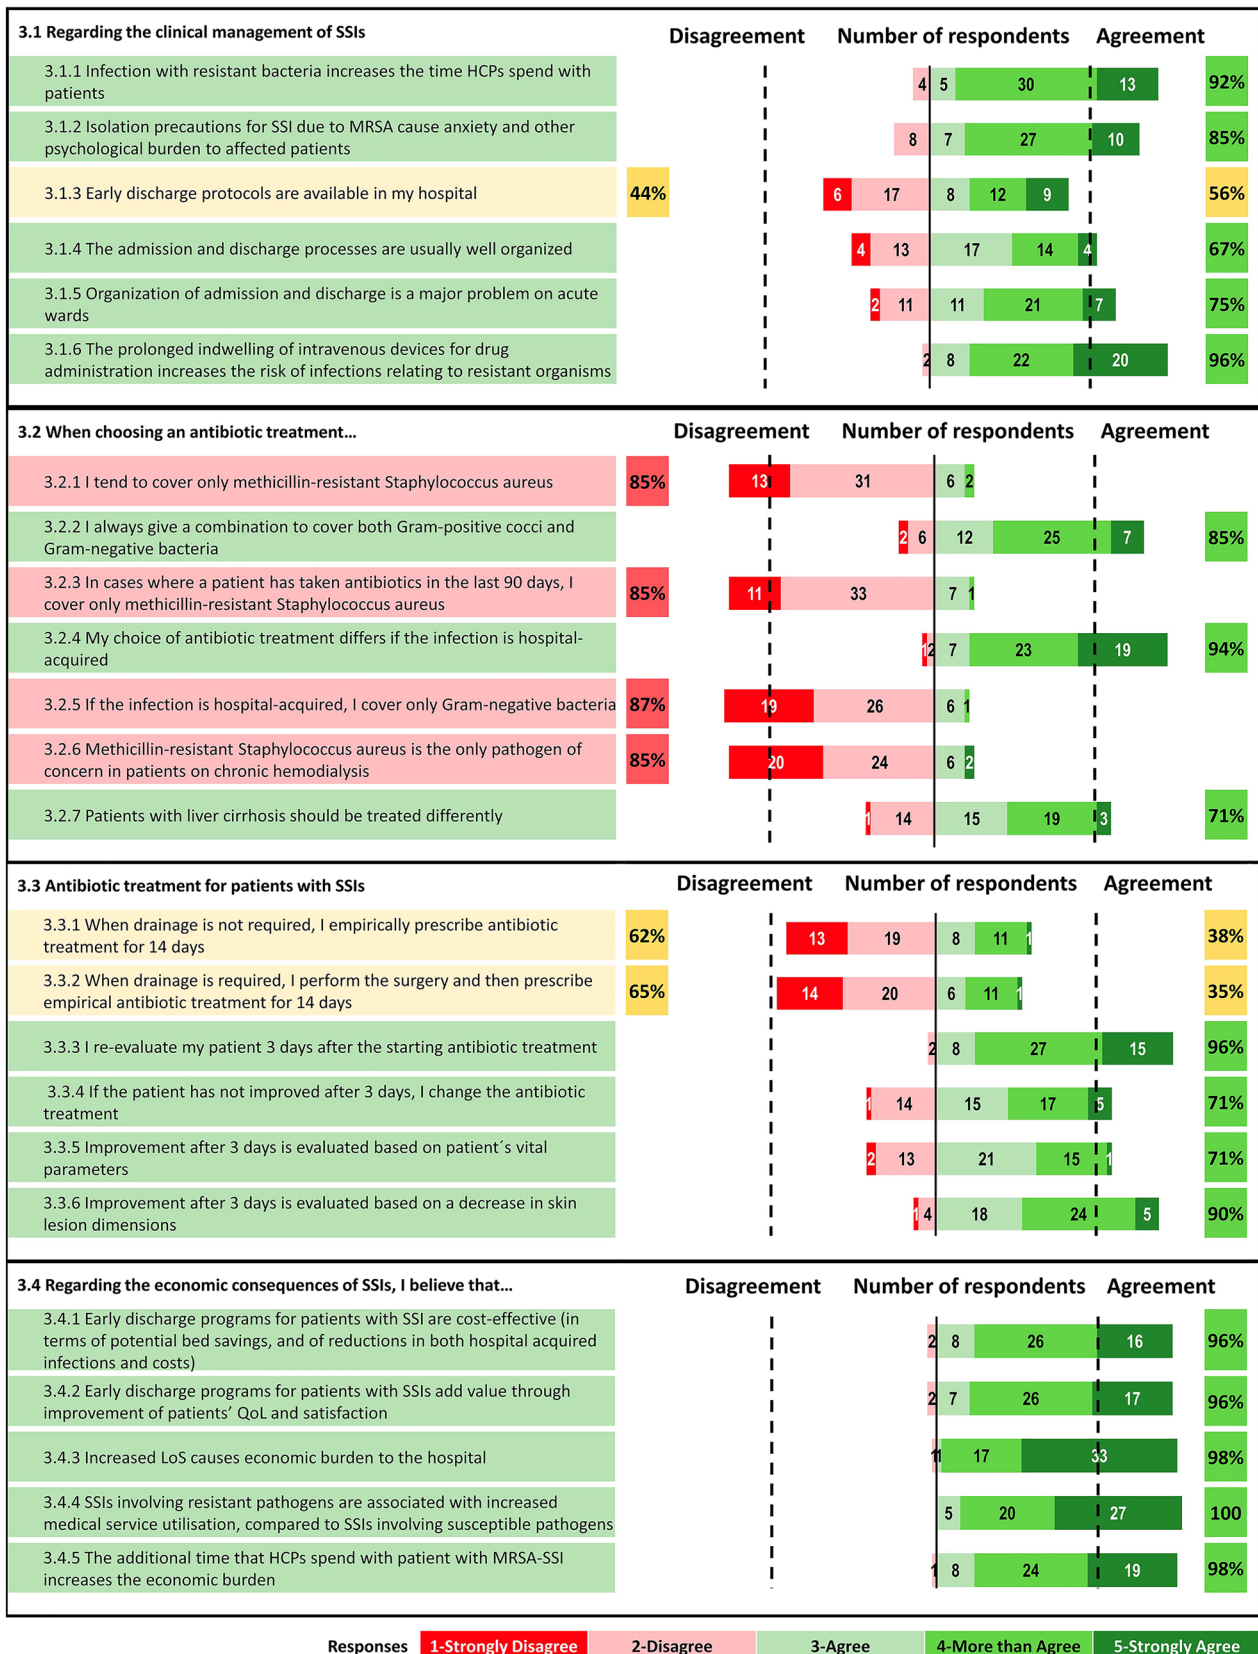 3.1 Regarding the clinical management of SSIs
Disagreement Number of respondents Agreement
3.1.1 Infection with resistant bacteria increases the time HCPs spend with
patients
4 5 30 13 92%
3.1.2 Isolation precautions for SSI due to MRSA cause anxiety and other
psychological burden to affected patients
8 7 27 10 85%
3.1.3 Early discharge protocols are available in my hospital
44% 6 17 8 12 9 56%
3.1.4 The admission and discharge processes are usually well organized
4 13 17 14 4 67%
3.1.5 Organization of admission and discharge is a major problem on acute
wards
2 11 11 21 7 75%
3.1.6 The prolonged indwelling of intravenous devices for drug
administration increases the risk of infections relating to resistant organisms
2 8 22 20 96%
3.2 When choosing an antibiotic treatment...
Disagreement Number of respondents Agreement
3.2.1 I tend to cover only methicillin-resistant Staphylococcus aureus
85% 13 31 6 2
3.2.2 I always give a combination to cover both Gram-positive cocci and
Gram-negative bacteria
2 6 12 25 7 85%
3.2.3 In cases where a patient has taken antibiotics in the last 90 days, I
cover only methicillin-resistant Staphylococcus aureus
85% 11 33 7 1
3.2.4 My choice of antibiotic treatment differs if the infection is hospital-
acquired
1 2 7 23 19 94%
3.2.5 If the infection is hospital-acquired, I cover only Gram-negative bacteria
87% 19 26 6 1
3.2.6 Methicillin-resistant Staphylococcus aureus is the only pathogen of
concern in patients on chronic hemodialysis
85% 20 24 6 2
3.2.7 Patients with liver cirrhosis should be treated differently
1 14 15 19 3 71%
3.3 Antibiotic treatment for patients with SSIs
Disagreement Number of respondents Agreement
3.3.1 When drainage is not required, I empirically prescribe antibiotic
treatment for 14 days
62% 13 19 8 11 1 38%
3.3.2 When drainage is required, I perform the surgery and then prescribe
empirical antibiotic treatment for 14 days
65% 14 20 6 11 1 35%
3.3.3 I re-evaluate my patient 3 days after the starting antibiotic treatment
2 8 27 15 96%
3.3.4 If the patient has not improved after 3 days, I change the antibiotic
treatment
1 14 15 17 5 71%
3.3.5 Improvement after 3 days is evaluated based on patient´s vital
parameters
2 13 21 15 1 71%
3.3.6 Improvement after 3 days is evaluated based on a decrease in skin
lesion dimensions
1 4 18 24 5 90%
3.4 Regarding the economic consequences of SSIs, I believe that...
Disagreement Number of respondents Agreement
3.4.1 Early discharge programs for patients with SSI are cost-effective (in
terms of potential bed savings, and of reductions in both hospital acquired
infections and costs)
2 8 26 16 96%
3.4.2 Early discharge programs for patients with SSIs add value through
improvement of patients’ QoL and satisfaction
2 7 26 17 96%
3.4.3 Increased LoS causes economic burden to the hospital
1 1 17 33 98%
3.4.4 SSIs involving resistant pathogens are associated with increased
medical service utilisation, compared to SSIs involving susceptible pathogens
5 20 27 100
3.4.5 The additional time that HCPs spend with patient with MRSA-SSI
increases the economic burden
1 8 24 19 98%
Responses 1-Strongly Disagree 2-Disagree 3-Agree 4-More than Agree 5-Strongly Agree